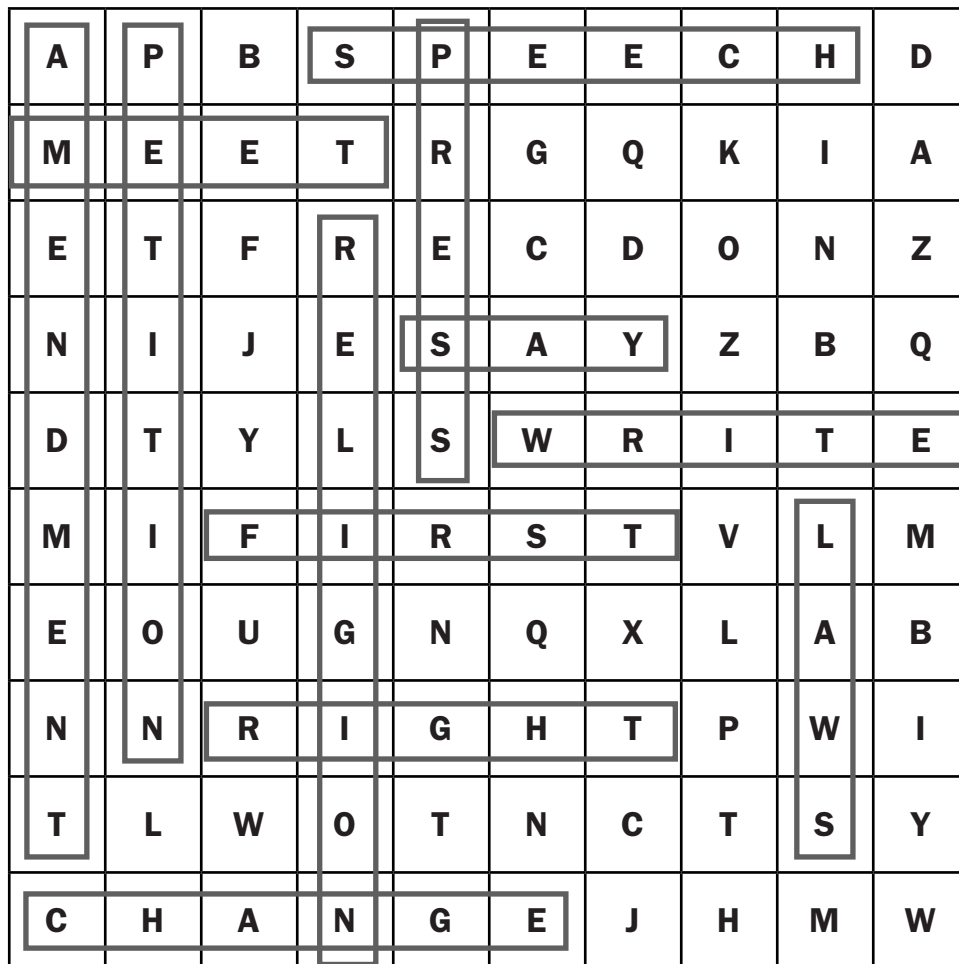 A P B S P E E C H D
M E E T R G Q K I A
E T F R E C D O N Z
N I J E S A Y Z B Q
D T Y L S W R I T E
M I F I R S T V L M
E O U G N Q X L A B
N N R I G H T P W I
T L W O T N C T S Y
C H A N G E J H M W